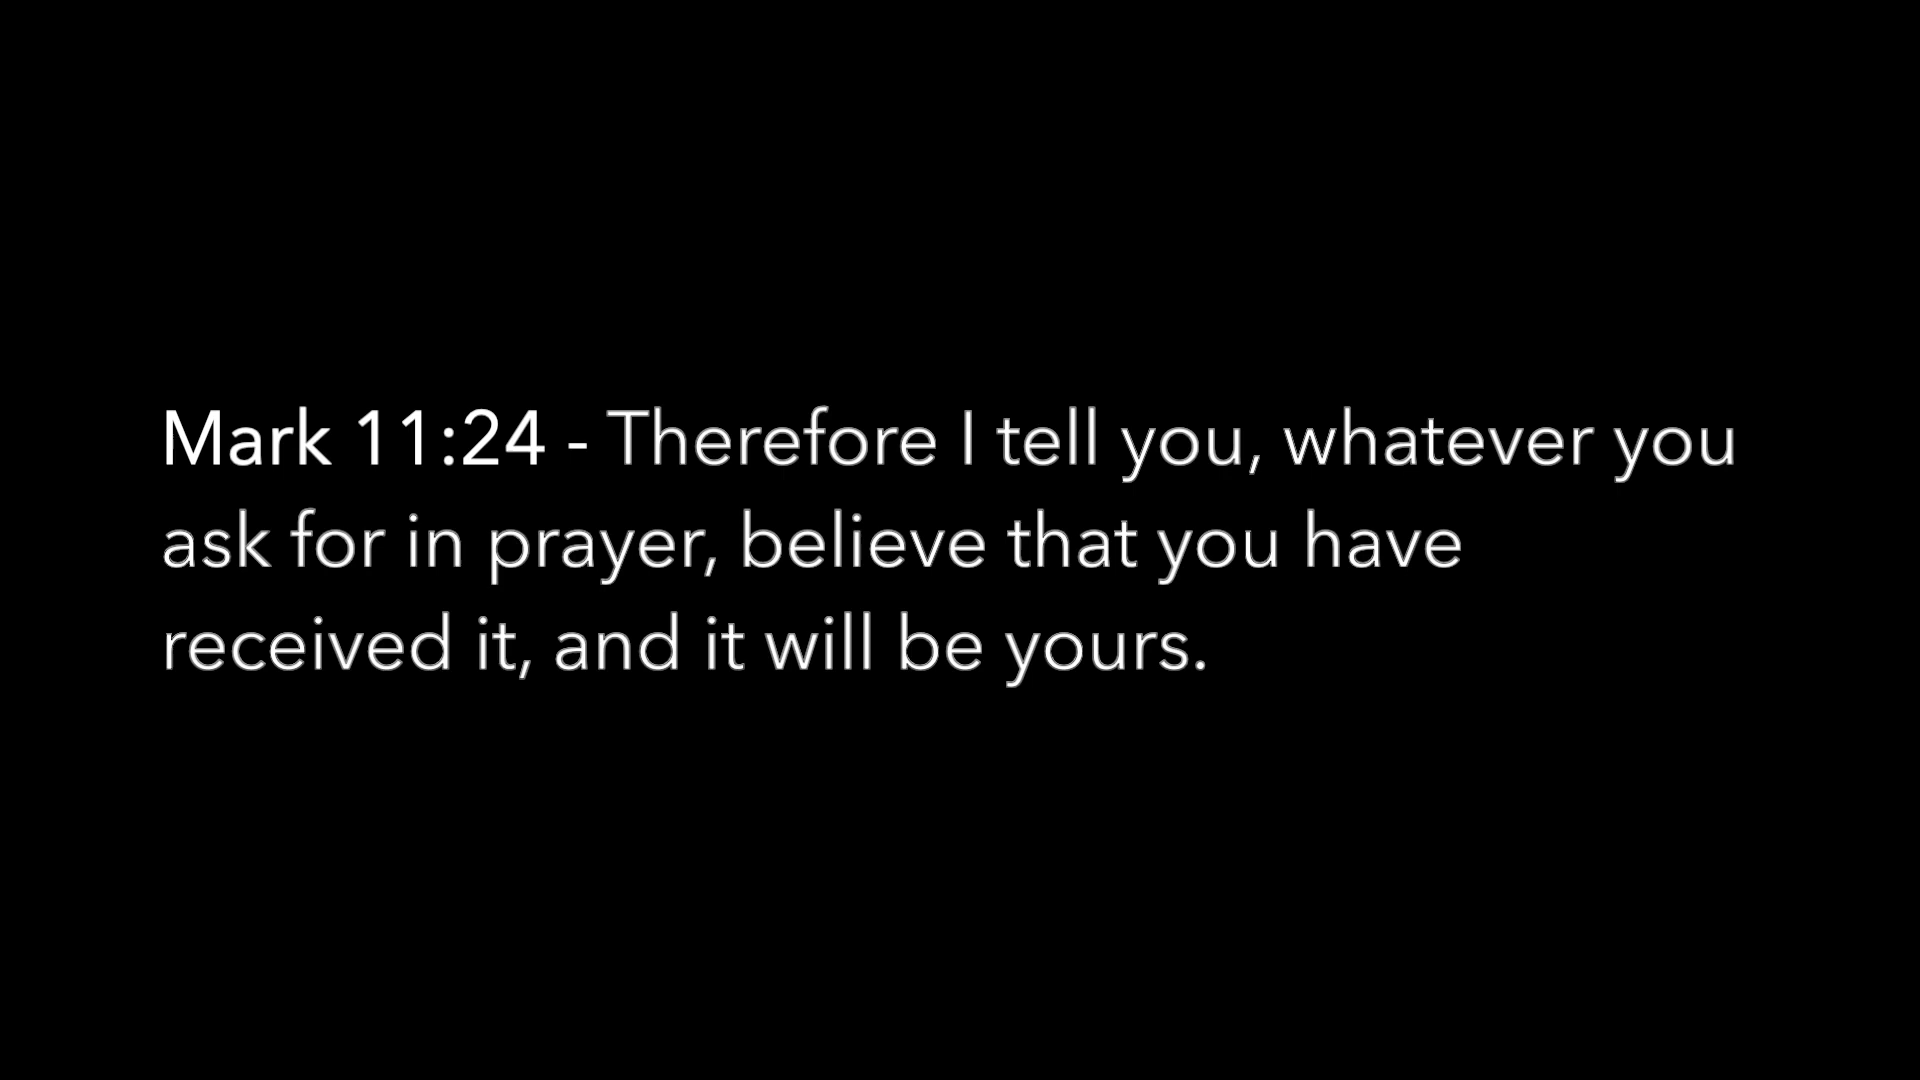 Mark 11:24 - Therefore I tell you, whatever you
ask for in prayer, believe that you have
received it, and it will be yours.